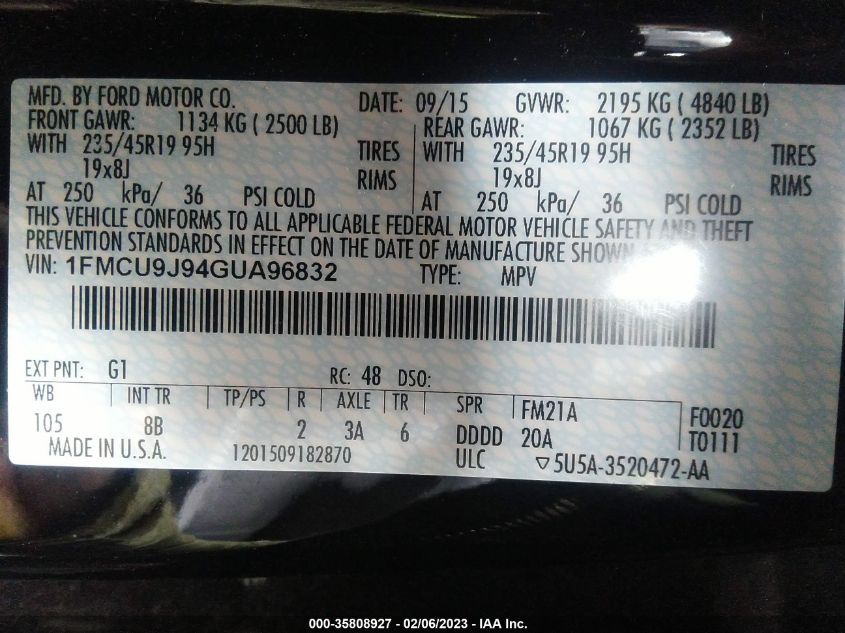 MFD. BY FORD MOTOR CO. DATE: 09/15 GVWR: 2195 KG ( 4840 LB)
FRONT GAWR: 1134 KG ( 2500 LB) REAR GAWR: 1067 KG ( 2352 LB)
WITH 235/45R19 95H TIRES WITH 235/45R19 95H TIRES
19x8J RIMS 19x8J RIMS
AT 250 kPa/ 36 PSI COLD AT 250 kPa/ 36 PSI COLD
THIS VEHICLE CONFORMS TO ALL APPLICABLE FEDERAL MOTOR VEHICLE SAFETY AND THEFT
PREVENTION STANDARDS IN EFFECT ON THE DATE OF MANUFACTURE SHOWN
VIN: 1FMCU9J94GUA96832 TYPE: MPV
EXT PNT: G1 RC: 48 DSO:
WB INT TR TP/PS R AXLE TR SPR FM21A F0020
105 8B 2 3A 6 DDDD 20A T0111
MADE IN U.S.A. 1201509182870 ULC ▽5U5A-3520472-AA
000-35808927 - 02/06/2023 - IAA Inc.